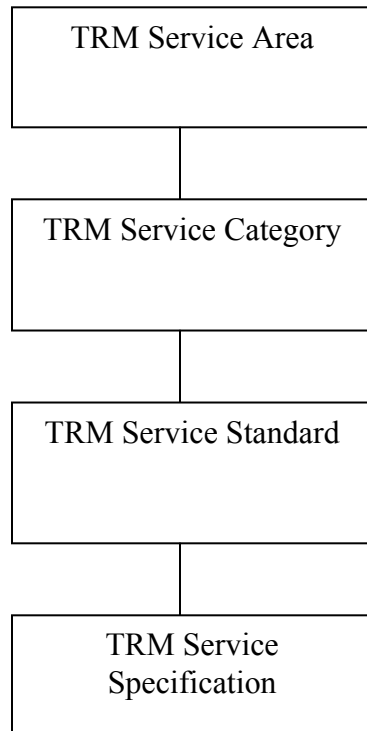 TRM Service Area
TRM Service Category
TRM Service Standard
TRM Service
Specification